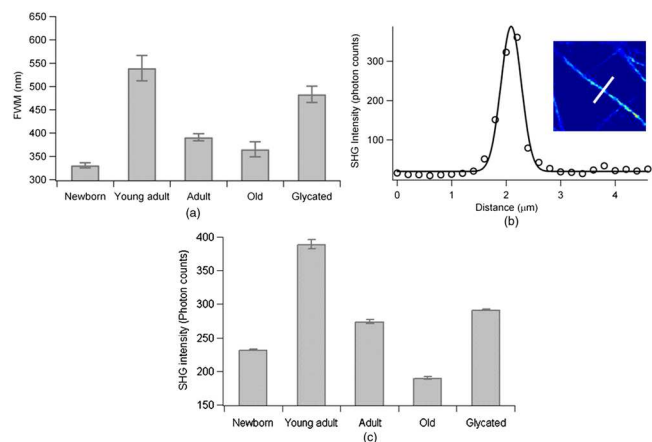 (a)
650
600
550
500
450
400
350
300
FWM (nm)
Newborn Young adult Adult Old Glycated
(b)
300
200
100
SHG Intensity (photon counts)
0 1 2 3 4
Distance (μm)
(b)
400
350
300
250
200
150
SHG intensity (Photon counts)
Newborn Young adult Adult Old Glycated
(c)